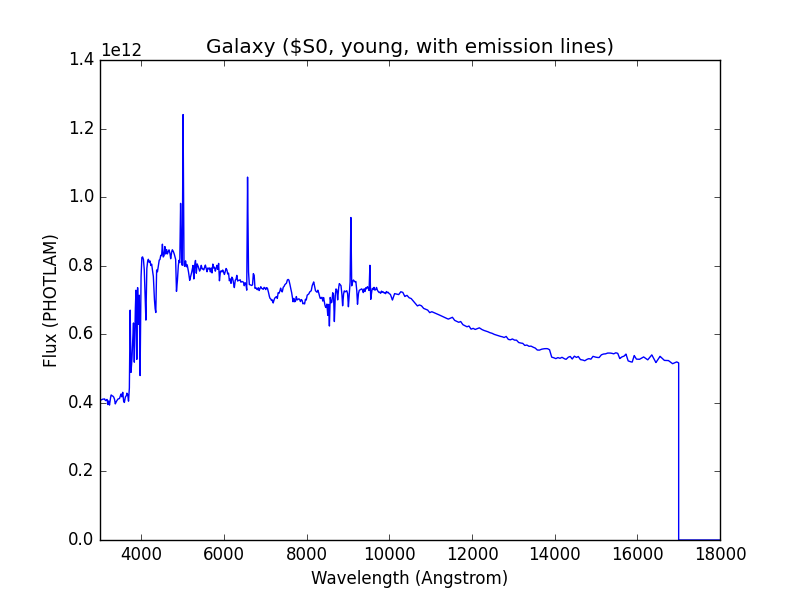 Galaxy ($S0, young, with emission lines)
1e12
1.4
1.2
1.0
0.8
0.6
0.4
0.2
0.0
Flux (PHOTLAM)
4000 6000 8000 10000 12000 14000 16000 18000
Wavelength (Angstrom)